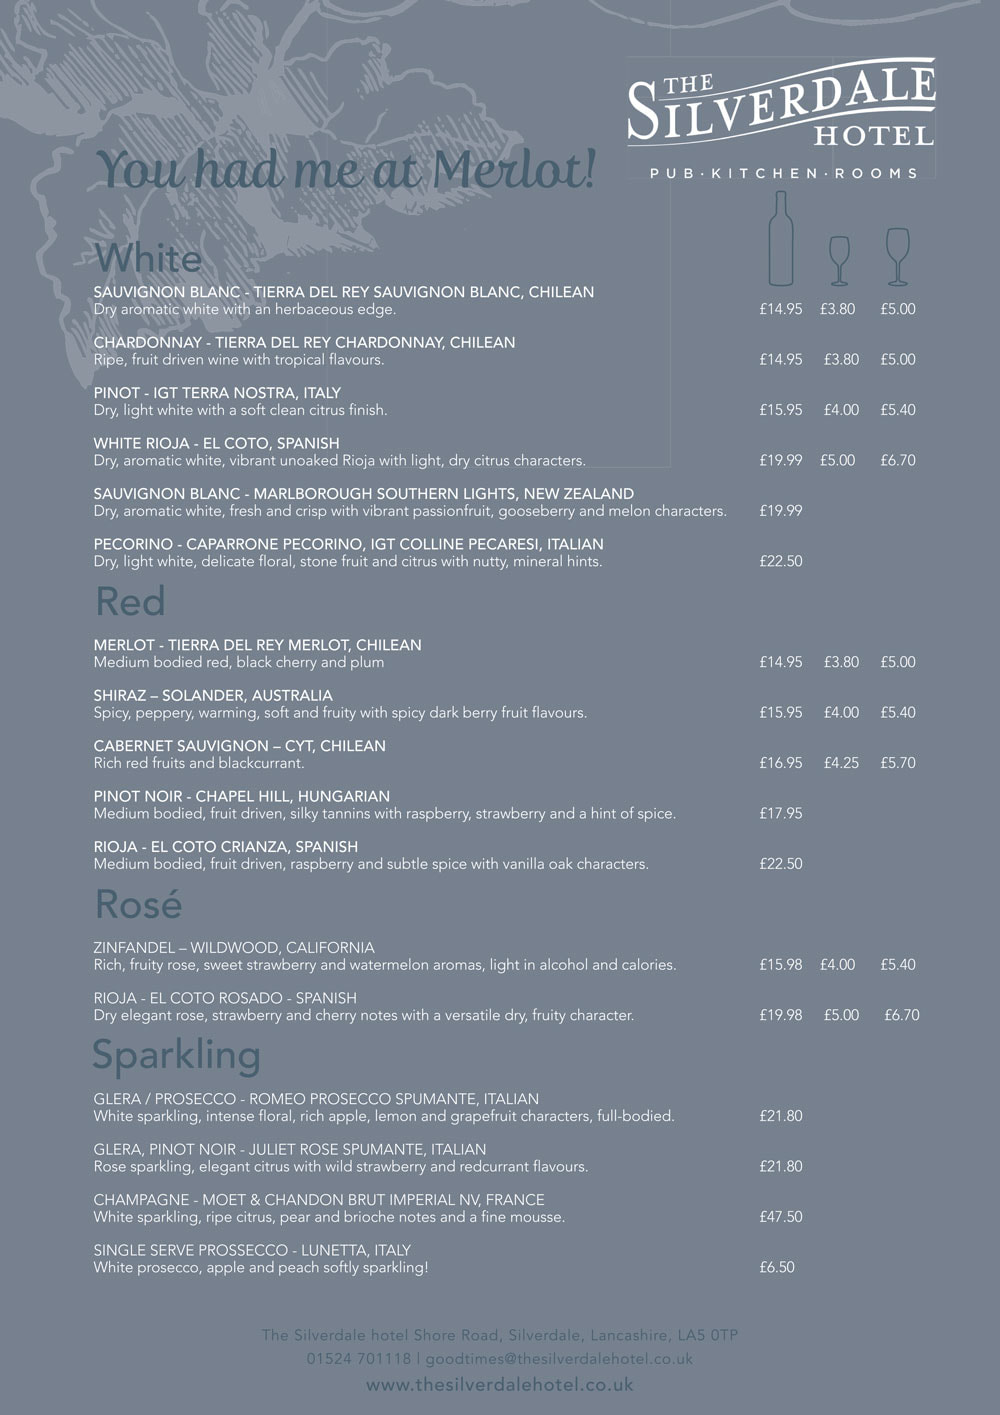 THE
SILVERDALE
HOTEL
PUB·KITCHEN·ROOMS
You had me at Merlot!
White
SAUVIGNON BLANC - TIERRA DEL REY SAUVIGNON BLANC, CHILEAN
Dry aromatic white with an herbaceous edge. £14.95 £3.80 £5.00
CHARDONNAY - TIERRA DEL REY CHARDONNAY, CHILEAN
Ripe, fruit driven wine with tropical flavours. £14.95 £3.80 £5.00
PINOT - IGT TERRA NOSTRA, ITALY
Dry, light white with a soft clean citrus finish. £15.95 £4.00 £5.40
WHITE RIOJA - EL COTO, SPANISH
Dry, aromatic white, vibrant unoaked Rioja with light, dry citrus characters. £19.99 £5.00 £6.70
SAUVIGNON BLANC - MARLBOROUGH SOUTHERN LIGHTS, NEW ZEALAND
Dry, aromatic white, fresh and crisp with vibrant passionfruit, gooseberry and melon characters. £19.99
PECORINO - CAPARRONE PECORINO, IGT COLLINE PECARESI, ITALIAN
Dry, light white, delicate floral, stone fruit and citrus with nutty, mineral hints. £22.50
Red
MERLOT - TIERRA DEL REY MERLOT, CHILEAN
Medium bodied red, black cherry and plum £14.95 £3.80 £5.00
SHIRAZ – SOLANDER, AUSTRALIA
Spicy, peppery, warming, soft and fruity with spicy dark berry fruit flavours. £15.95 £4.00 £5.40
CABERNET SAUVIGNON – CYT, CHILEAN
Rich red fruits and blackcurrant. £16.95 £4.25 £5.70
PINOT NOIR - CHAPEL HILL, HUNGARIAN
Medium bodied, fruit driven, silky tannins with raspberry, strawberry and a hint of spice. £17.95
RIOJA - EL COTO CRIANZA, SPANISH
Medium bodied, fruit driven, raspberry and subtle spice with vanilla oak characters. £22.50
Rosé
ZINFANDEL – WILDWOOD, CALIFORNIA
Rich, fruity rose, sweet strawberry and watermelon aromas, light in alcohol and calories. £15.98 £4.00 £5.40
RIOJA - EL COTO ROSADO - SPANISH
Dry elegant rose, strawberry and cherry notes with a versatile dry, fruity character. £19.98 £5.00 £6.70
Sparkling
GLERA / PROSECCO - ROMEO PROSECCO SPUMANTE, ITALIAN
White sparkling, intense floral, rich apple, lemon and grapefruit characters, full-bodied. £21.80
GLERA, PINOT NOIR - JULIET ROSE SPUMANTE, ITALIAN
Rose sparkling, elegant citrus with wild strawberry and redcurrant flavours. £21.80
CHAMPAGNE - MOET & CHANDON BRUT IMPERIAL NV, FRANCE
White sparkling, ripe citrus, pear and brioche notes and a fine mousse. £47.50
SINGLE SERVE PROSSECCO - LUNETTA, ITALY
White prosecco, apple and peach softly sparkling! £6.50
The Silverdale hotel Shore Road, Silverdale, Lancashire, LA5 0TP
01524 701118 | goodtimes@thesilverdalehotel.co.uk
www.thesilverdalehotel.co.uk